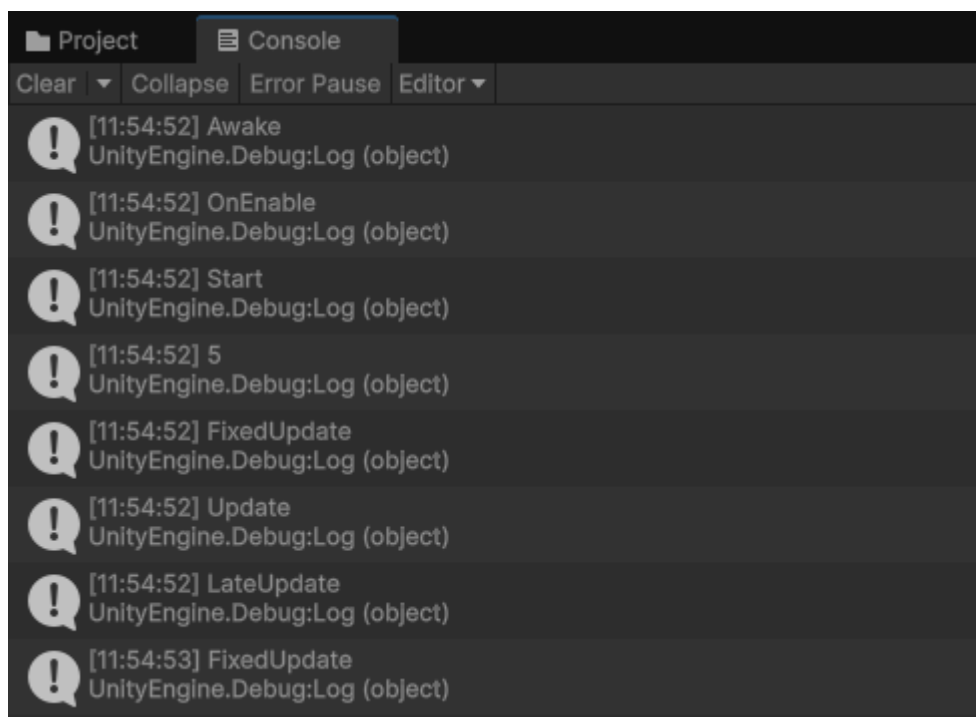 Project Console
Clear Collapse Error Pause Editor
[11:54:52] Awake
UnityEngine.Debug:Log (object)
[11:54:52] OnEnable
UnityEngine.Debug:Log (object)
[11:54:52] Start
UnityEngine.Debug:Log (object)
[11:54:52] 5
UnityEngine.Debug:Log (object)
[11:54:52] FixedUpdate
UnityEngine.Debug:Log (object)
[11:54:52] Update
UnityEngine.Debug:Log (object)
[11:54:52] LateUpdate
UnityEngine.Debug:Log (object)
[11:54:53] FixedUpdate
UnityEngine.Debug:Log (object)